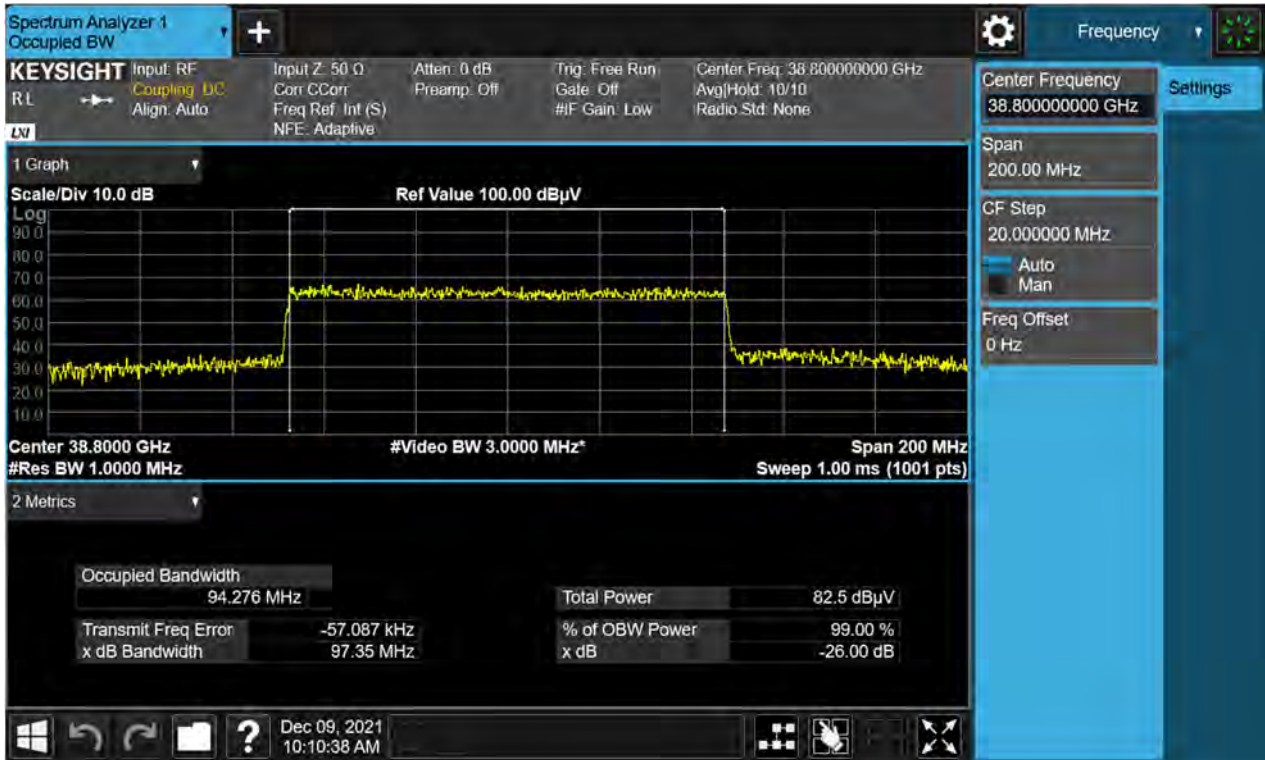 Spectrum Analyzer 1
Occupied BW
+
Frequency
KEYSIGHT
RL
LXI
Input: RF
Coupling: DC
Align: Auto
Input Z: 50 Ω
Corr CCorr
Freq Ref: Int (S)
NFE: Adaptive
Atten: 0 dB
Preamp: Off
Trig: Free Run
Gate: Off
#IF Gain: Low
Center Freq: 38.800000000 GHz
Avg|Hold: 10/10
Radio Std: None
1 Graph
Scale/Div 10.0 dB
Ref Value 100.00 dBµV
Log
90.0
80.0
70.0
60.0
50.0
40.0
30.0
20.0
10.0
Center 38.8000 GHz
#Video BW 3.0000 MHz*
Span 200 MHz
#Res BW 1.0000 MHz
Sweep 1.00 ms (1001 pts)
2 Metrics
Occupied Bandwidth
94.276 MHz
Total Power 82.5 dBµV
Transmit Freq Error -57.087 kHz
% of OBW Power 99.00 %
x dB Bandwidth 97.35 MHz
x dB -26.00 dB
?
Dec 09, 2021
10:10:38 AM
Center Frequency
38.800000000 GHz
Settings
Span
200.00 MHz
CF Step
20.000000 MHz
Auto
Man
Freq Offset
0 Hz